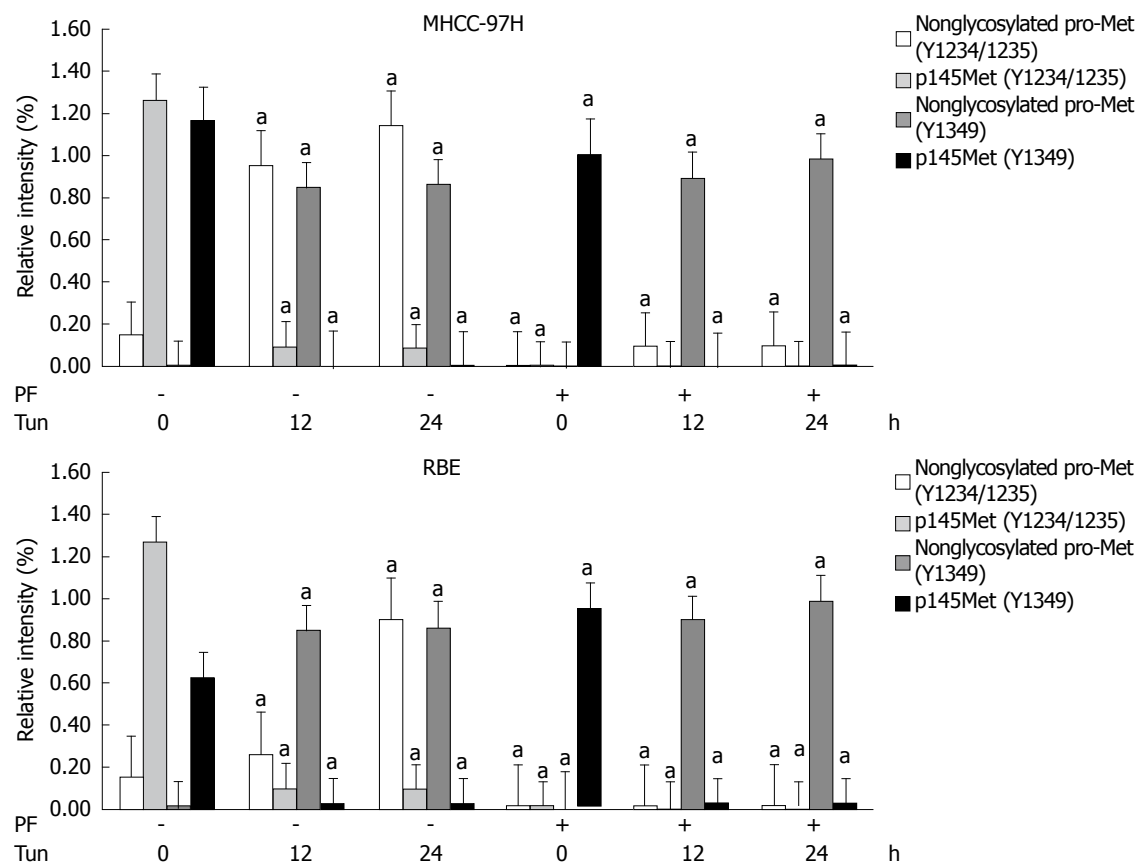 MHCC-97H
Relative intensity (%)
1.60
1.40
1.20
1.00
0.80
0.60
0.40
0.20
0.00
a a a a
a a a a
a a a a
a a a a
PF - - - + + +
Tun 0 12 24 0 12 24 h
Nonglycosylated pro-Met
(Y1234/1235)
p145Met (Y1234/1235)
Nonglycosylated pro-Met
(Y1349)
p145Met (Y1349)
RBE
Relative intensity (%)
1.60
1.40
1.20
1.00
0.80
0.60
0.40
0.20
0.00
a a a a
a a a a
a a a a
a a a a
a a a a
PF - - - + + +
Tun 0 12 24 0 12 24 h
Nonglycosylated pro-Met
(Y1234/1235)
p145Met (Y1234/1235)
Nonglycosylated pro-Met
(Y1349)
p145Met (Y1349)